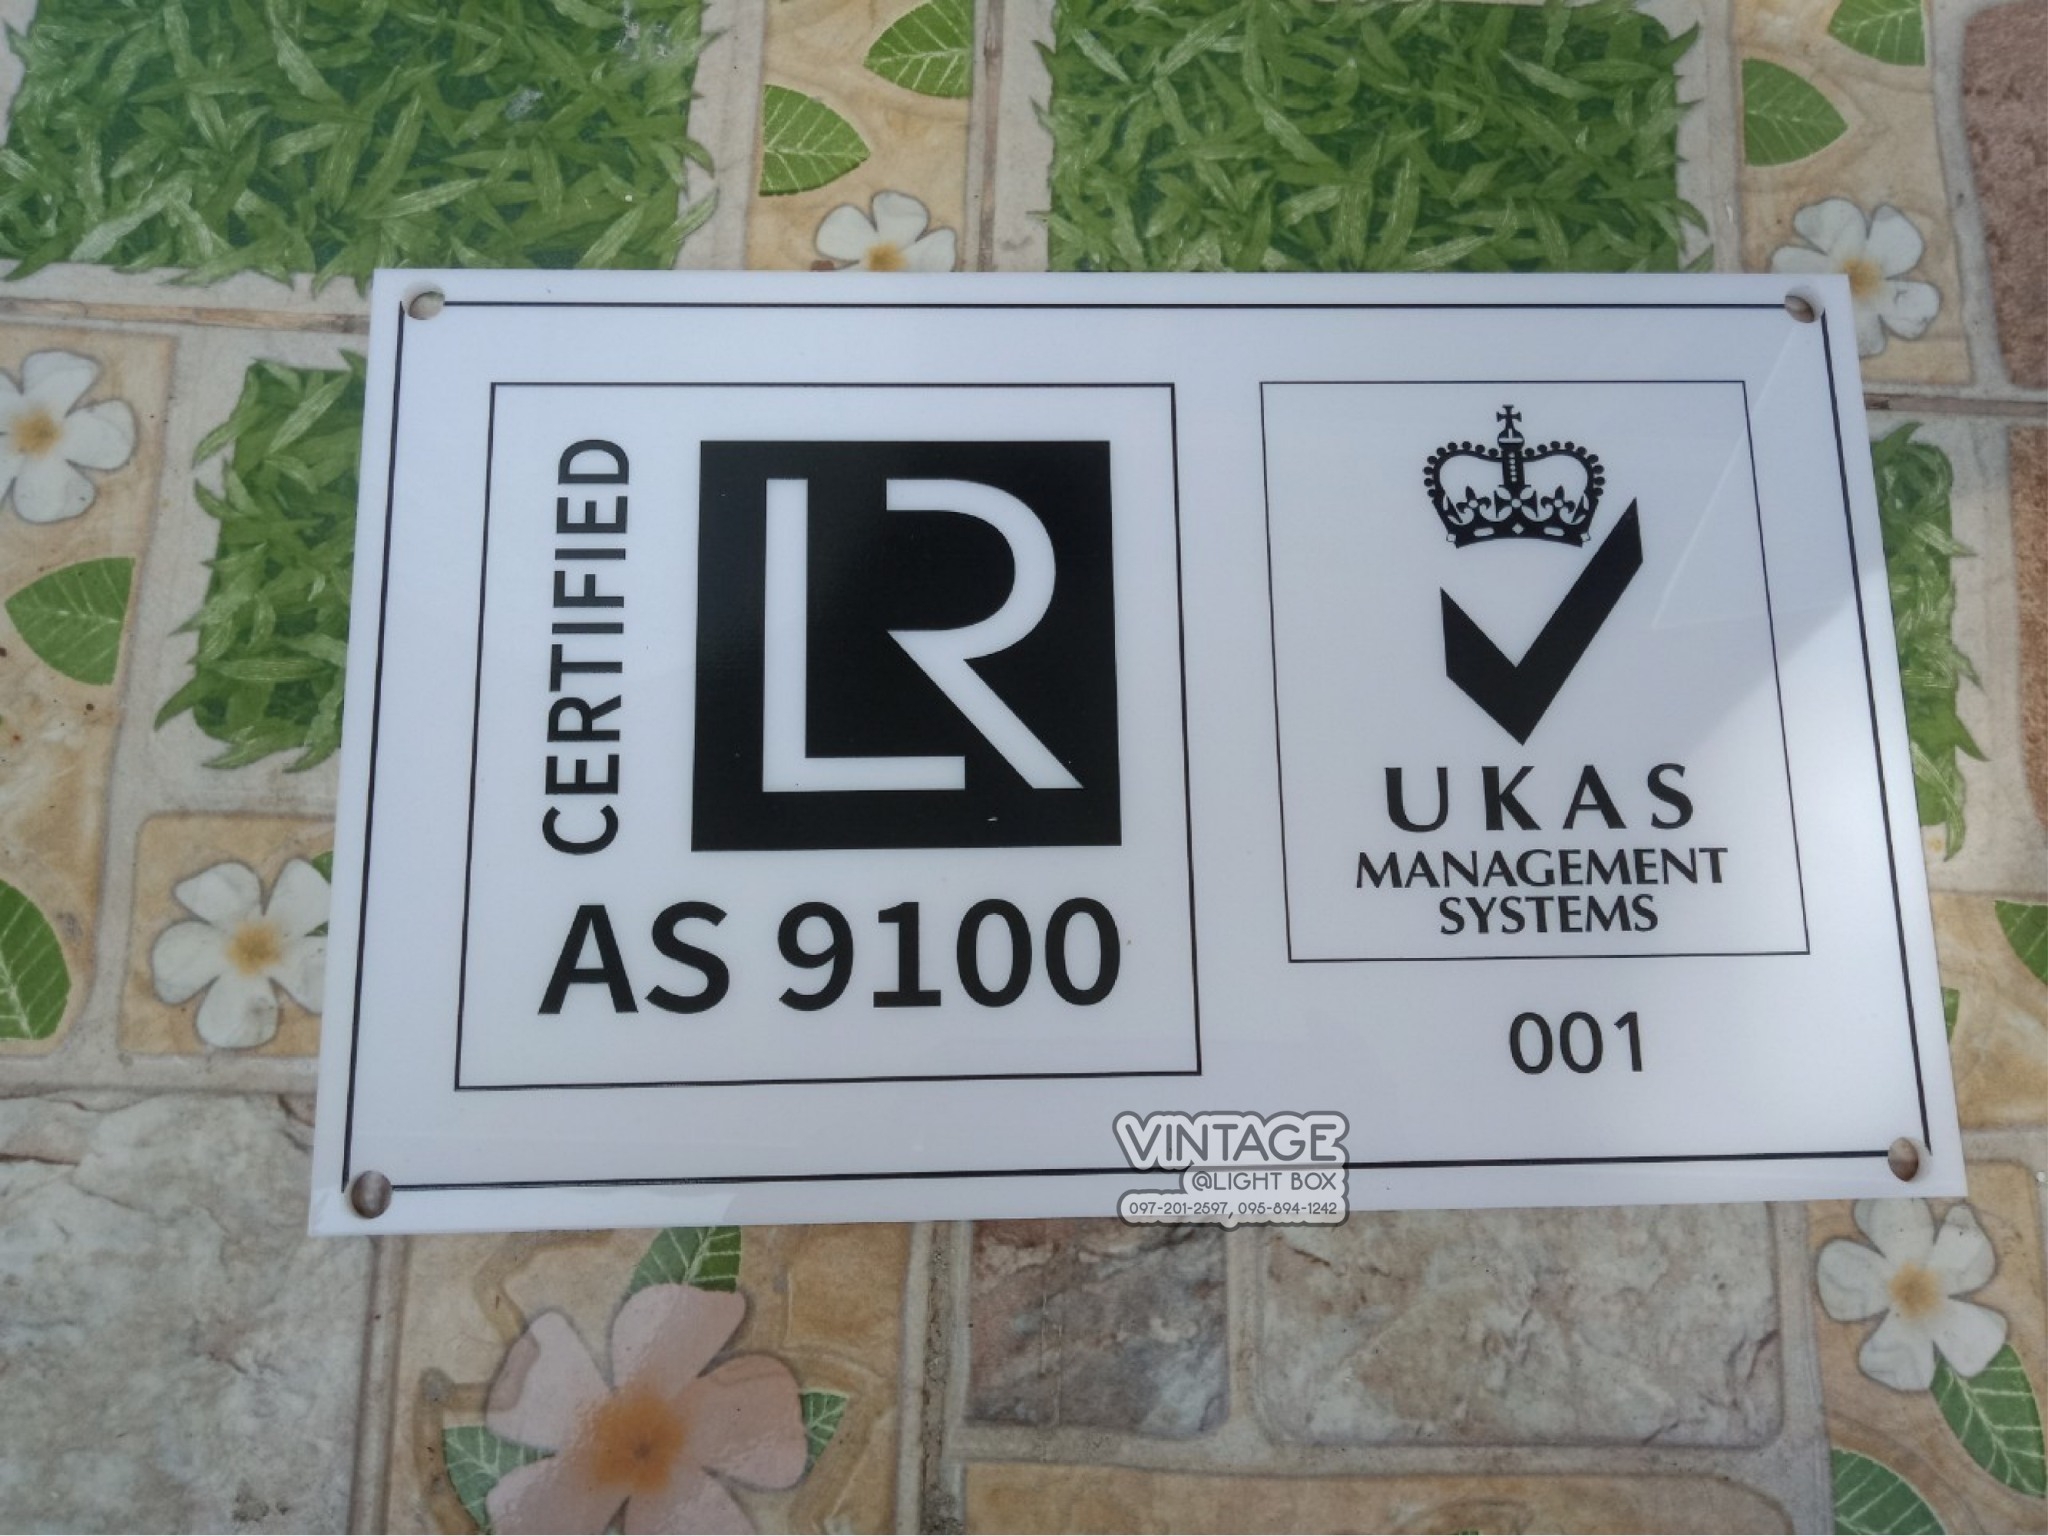 CERTIFIED
LR
AS 9100
UKAS
MANAGEMENT
SYSTEMS
001
VINTAGE
@LIGHT BOX
097-201-2597, 095-894-1242